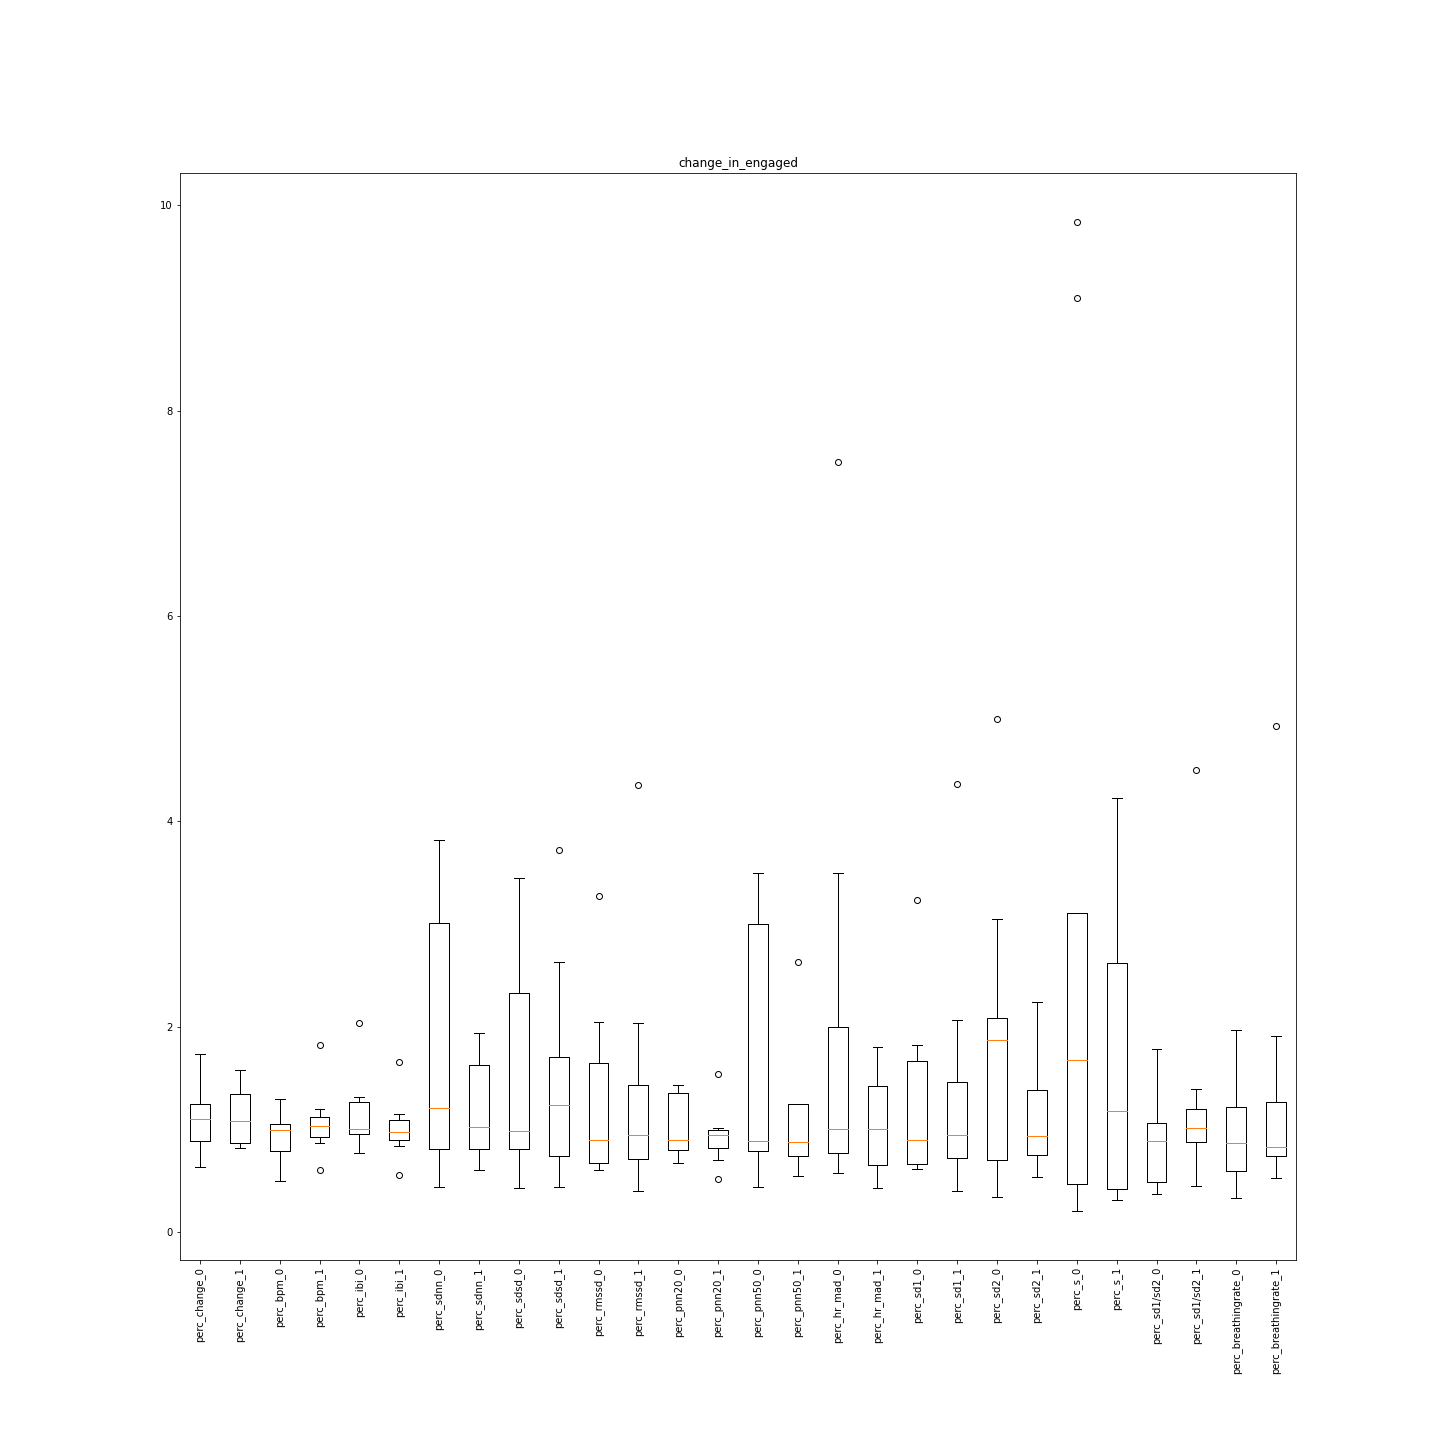 change_in_engaged
10
8
6
4
2
0
perc_change_0
perc_change_1
perc_bpm_0
perc_bpm_1
perc_ibi_0
perc_ibi_1
perc_sdnn_0
perc_sdnn_1
perc_sdsd_0
perc_sdsd_1
perc_rmssd_0
perc_rmssd_1
perc_pnn20_0
perc_pnn20_1
perc_pnn50_0
perc_pnn50_1
perc_hr_mad_0
perc_hr_mad_1
perc_sd1_0
perc_sd1_1
perc_sd2_0
perc_sd2_1
perc_s_0
perc_s_1
perc_sd1/sd2_0
perc_sd1/sd2_1
perc_breathingrate_0
perc_breathingrate_1